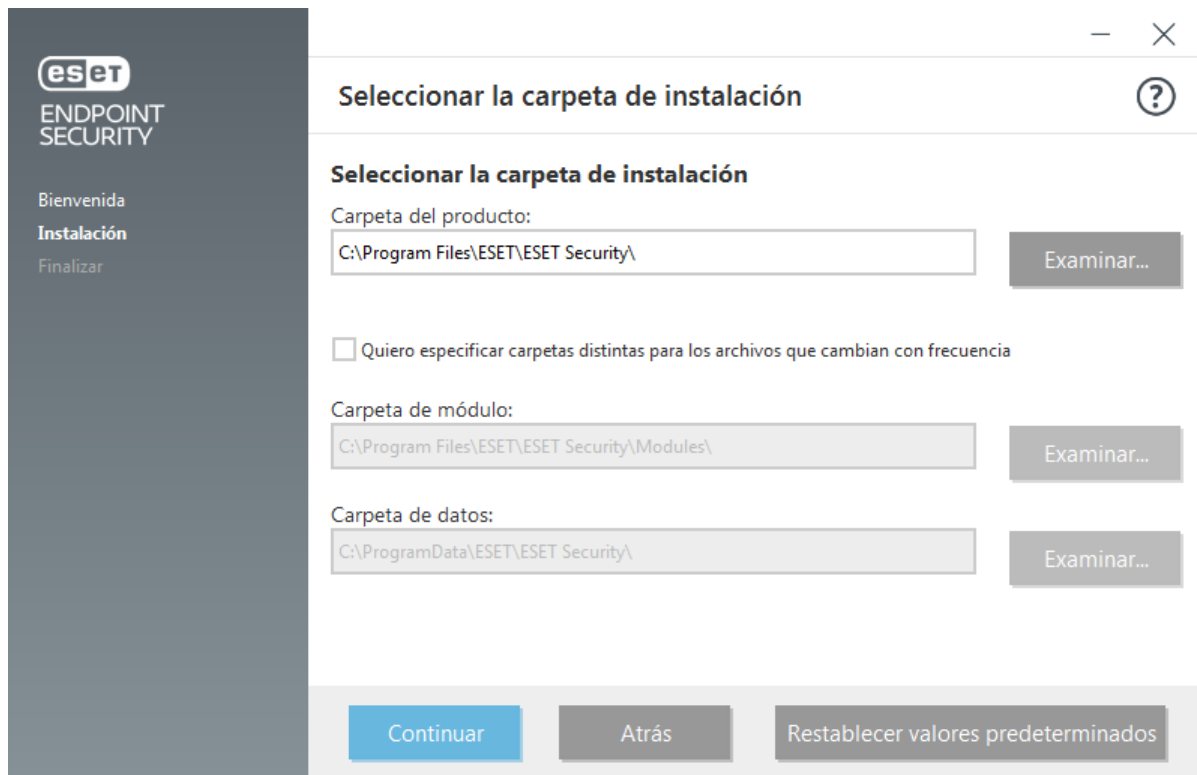 eset
ENDPOINT
SECURITY
Bienvenida
Instalación
Finalizar
Seleccionar la carpeta de instalación
?
Seleccionar la carpeta de instalación
Carpeta del producto:
C:\Program Files\ESET\ESET Security\
Examinar...
Quiero especificar carpetas distintas para los archivos que cambian con frecuencia
Carpeta de módulo:
C:\Program Files\ESET\ESET Security\Modules\
Examinar...
Carpeta de datos:
C:\ProgramData\ESET\ESET Security\
Examinar...
Continuar
Atrás
Restablecer valores predeterminados